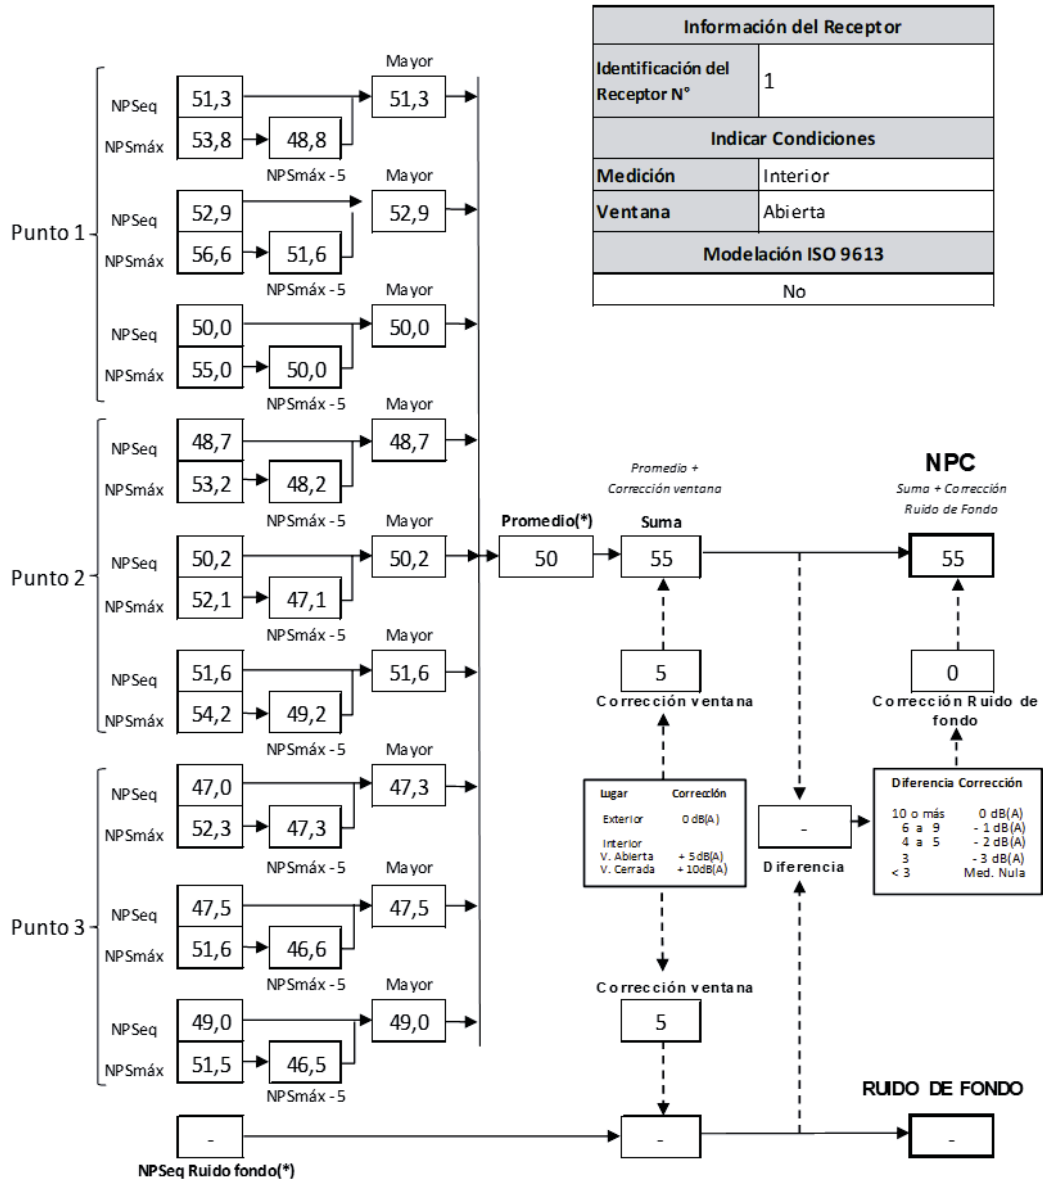 Información del Receptor
Identificación del Receptor N° 1
Indicar Condiciones
Medición Interior
Ventana Abierta
Modelación ISO 9613
No
Punto 1
Mayor
NPSeq 51,3 51,3
NPSmáx 53,8 48,8
NPSmáx - 5
Mayor
NPSeq 52,9 52,9
NPSmáx 56,6 51,6
NPSmáx - 5
Mayor
NPSeq 50,0 50,0
NPSmáx 55,0 50,0
NPSmáx - 5
Punto 2
Mayor
NPSeq 48,7 48,7
NPSmáx 53,2 48,2
NPSmáx - 5
Mayor
NPSeq 50,2 50,2
NPSmáx 52,1 47,1
NPSmáx - 5
Mayor
NPSeq 51,6 51,6
NPSmáx 54,2 49,2
NPSmáx - 5
Punto 3
Mayor
NPSeq 47,0 47,3
NPSmáx 52,3 47,3
NPSmáx - 5
Mayor
NPSeq 47,5 47,5
NPSmáx 51,6 46,6
NPSmáx - 5
Mayor
NPSeq 49,0 49,0
NPSmáx 51,5 46,5
NPSmáx - 5
-
NPSeq Ruido fondo(*)
Promedio(*)
50
Promedio +
Corrección ventana
Suma
55
5
Corrección ventana
Lugar Corrección
Exterior 0 dB(A)
Interior
V. Abierta + 5dB(A)
V. Cerrada + 10dB(A)
Corrección ventana
5
-
-
Diferencia
NPC
Suma + Corrección
Ruido de Fondo
55
0
Corrección Ruido de
fondo
Diferencia Corrección
10 o más 0 dB(A)
6 a 9 - 1 dB(A)
4 a 5 - 2 dB(A)
3 - 3 dB(A)
< 3 Med. Nula
RUIDO DE FONDO
-